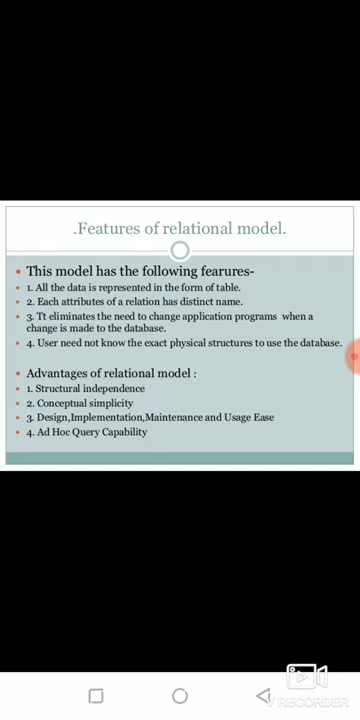 .Features of relational model.
This model has the following fearures-
1. All the data is represented in the form of table.
2. Each attributes of a relation has distinct name.
3. Tt eliminates the need to change application programs when a
change is made to the database.
4. User need not know the exact physical structures to use the database.
Advantages of relational model :
1. Structural independence
2. Conceptual simplicity
3. Design,Implementation,Maintenance and Usage Ease
4. Ad Hoc Query Capability
RECORDER